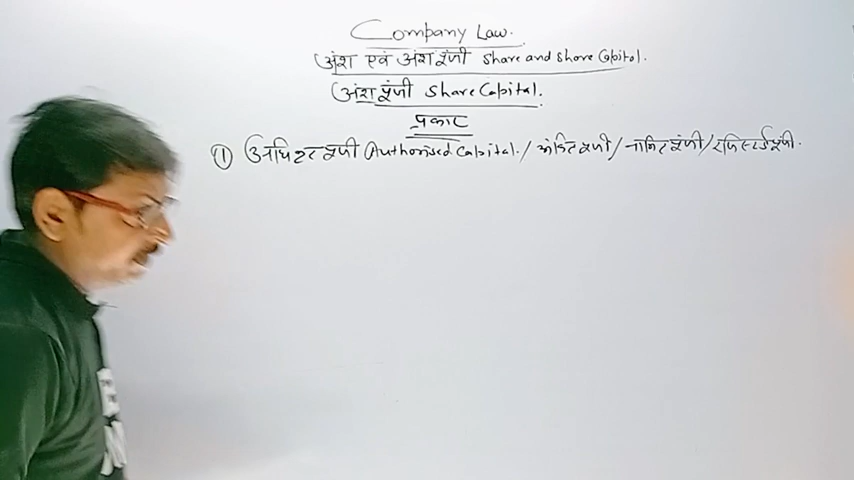 Company Law.
अंश एवं अंश पूंजी Share and Share Capital.
अंश पूंजी Share Capital.
प्रकार
① अधिकृत पूंजी Authorised Capital. / अंकित पूंजी / नामित पूंजी / रजिस्टर्ड पूंजी.